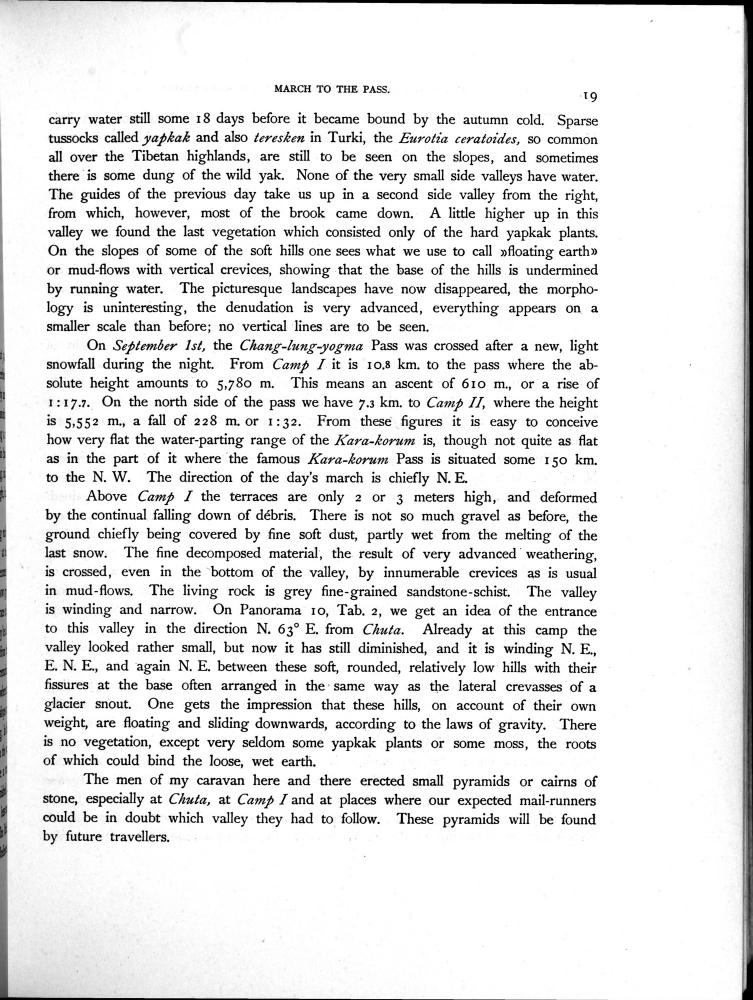 MARCH TO THE PASS.
19
carry water still some 18 days before it became bound by the autumn cold. Sparse
tussocks called yapkak and also teresken in Turki, the Eurotia ceratoides, so common
all over the Tibetan highlands, are still to be seen on the slopes, and sometimes
there is some dung of the wild yak. None of the very small side valleys have water.
The guides of the previous day take us up in a second side valley from the right,
from which, however, most of the brook came down. A little higher up in this
valley we found the last vegetation which consisted only of the hard yapkak plants.
On the slopes of some of the soft hills one sees what we use to call »floating earth»
or mud-flows with vertical crevices, showing that the base of the hills is undermined
by running water. The picturesque landscapes have now disappeared, the morpho-
logy is uninteresting, the denudation is very advanced, everything appears on a
smaller scale than before; no vertical lines are to be seen.
On September 1st, the Chang-lung-yogma Pass was crossed after a new, light
snowfall during the night. From Camp I it is 10.8 km. to the pass where the ab-
solute height amounts to 5,780 m. This means an ascent of 610 m., or a rise of
1:17.7. On the north side of the pass we have 7.3 km. to Camp II, where the height
is 5,552 m., a fall of 228 m. or 1:32. From these figures it is easy to conceive
how very flat the water-parting range of the Kara-korum is, though not quite as flat
as in the part of it where the famous Kara-korum Pass is situated some 150 km.
to the N. W. The direction of the day's march is chiefly N. E.
Above Camp I the terraces are only 2 or 3 meters high, and deformed
by the continual falling down of débris. There is not so much gravel as before, the
ground chiefly being covered by fine soft dust, partly wet from the melting of the
last snow. The fine decomposed material, the result of very advanced weathering,
is crossed, even in the bottom of the valley, by innumerable crevices as is usual
in mud-flows. The living rock is grey fine-grained sandstone-schist. The valley
is winding and narrow. On Panorama 10, Tab. 2, we get an idea of the entrance
to this valley in the direction N. 63° E. from Chuta. Already at this camp the
valley looked rather small, but now it has still diminished, and it is winding N. E.,
E. N. E., and again N. E. between these soft, rounded, relatively low hills with their
fissures at the base often arranged in the same way as the lateral crevasses of a
glacier snout. One gets the impression that these hills, on account of their own
weight, are floating and sliding downwards, according to the laws of gravity. There
is no vegetation, except very seldom some yapkak plants or some moss, the roots
of which could bind the loose, wet earth.
The men of my caravan here and there erected small pyramids or cairns of
stone, especially at Chuta, at Camp I and at places where our expected mail-runners
could be in doubt which valley they had to follow. These pyramids will be found
by future travellers.